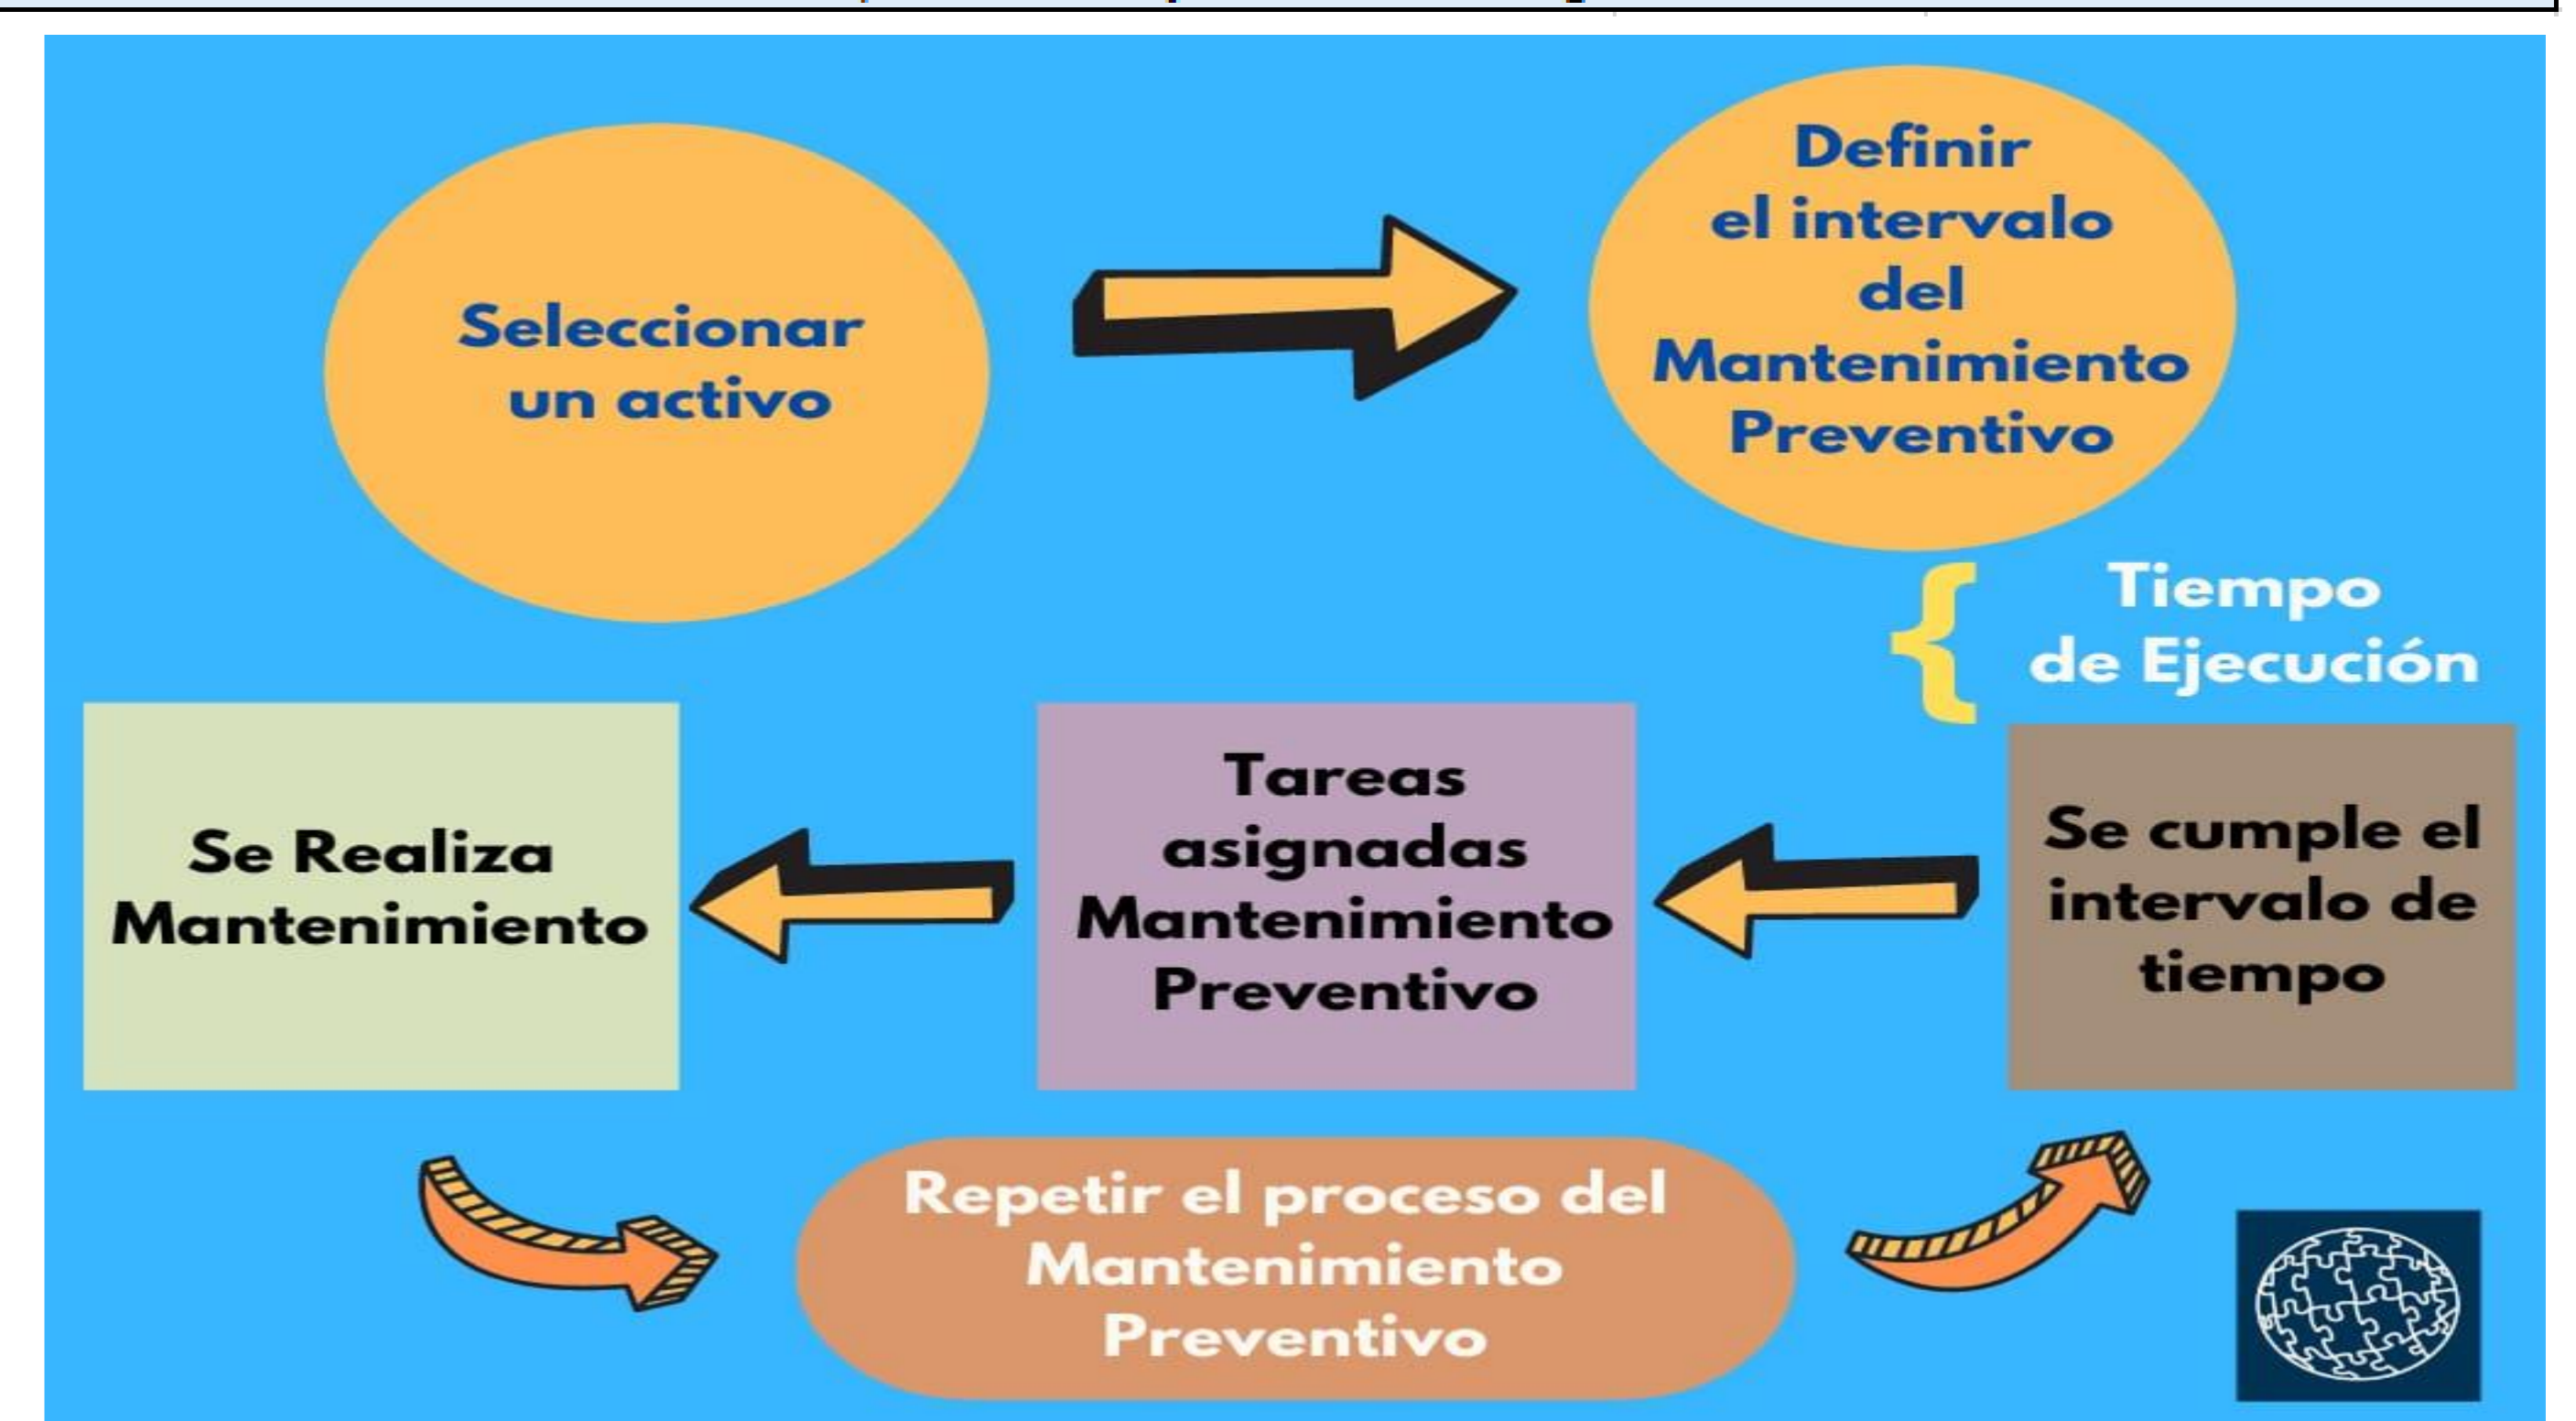 Seleccionar
un activo
Definir
el intervalo
del
Mantenimiento
Preventivo
Tiempo
de Ejecución
Se cumple el
intervalo de
tiempo
Tareas
asignadas
Mantenimiento
Preventivo
Se Realiza
Mantenimiento
Repetir el proceso del
Mantenimiento
Preventivo